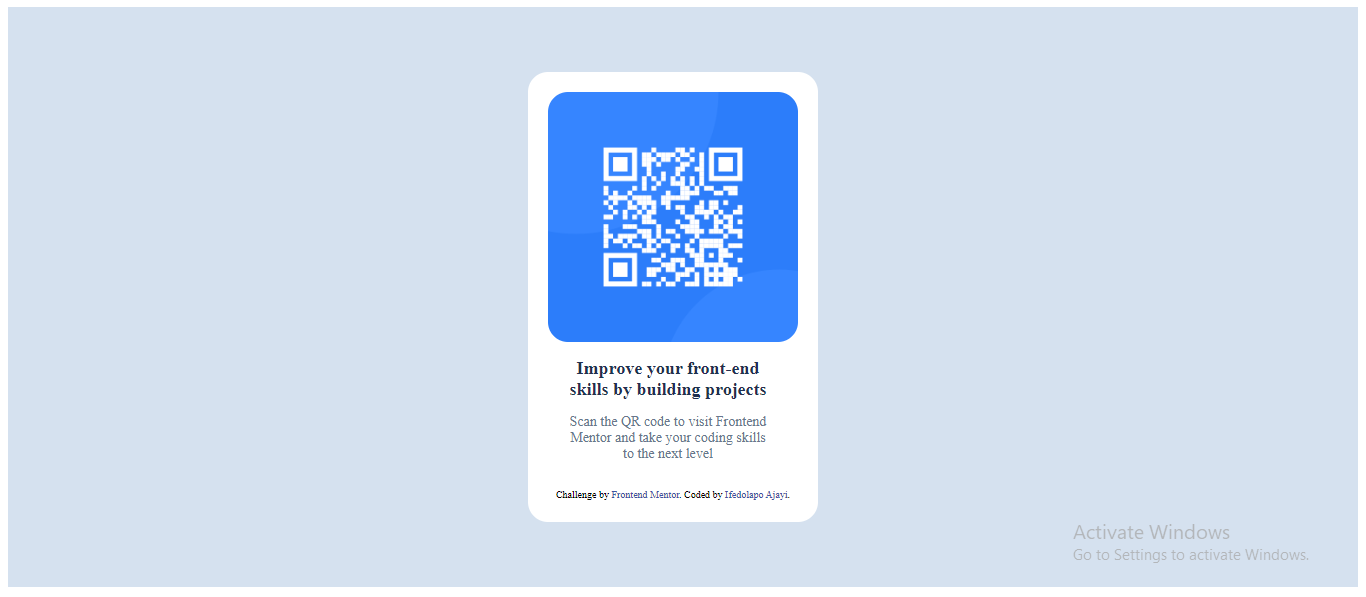 Improve your front-end
skills by building projects
Scan the QR code to visit Frontend
Mentor and take your coding skills
to the next level
Challenge by Frontend Mentor. Coded by Ifedolapo Ajayi.
Activate Windows
Go to Settings to activate Windows.